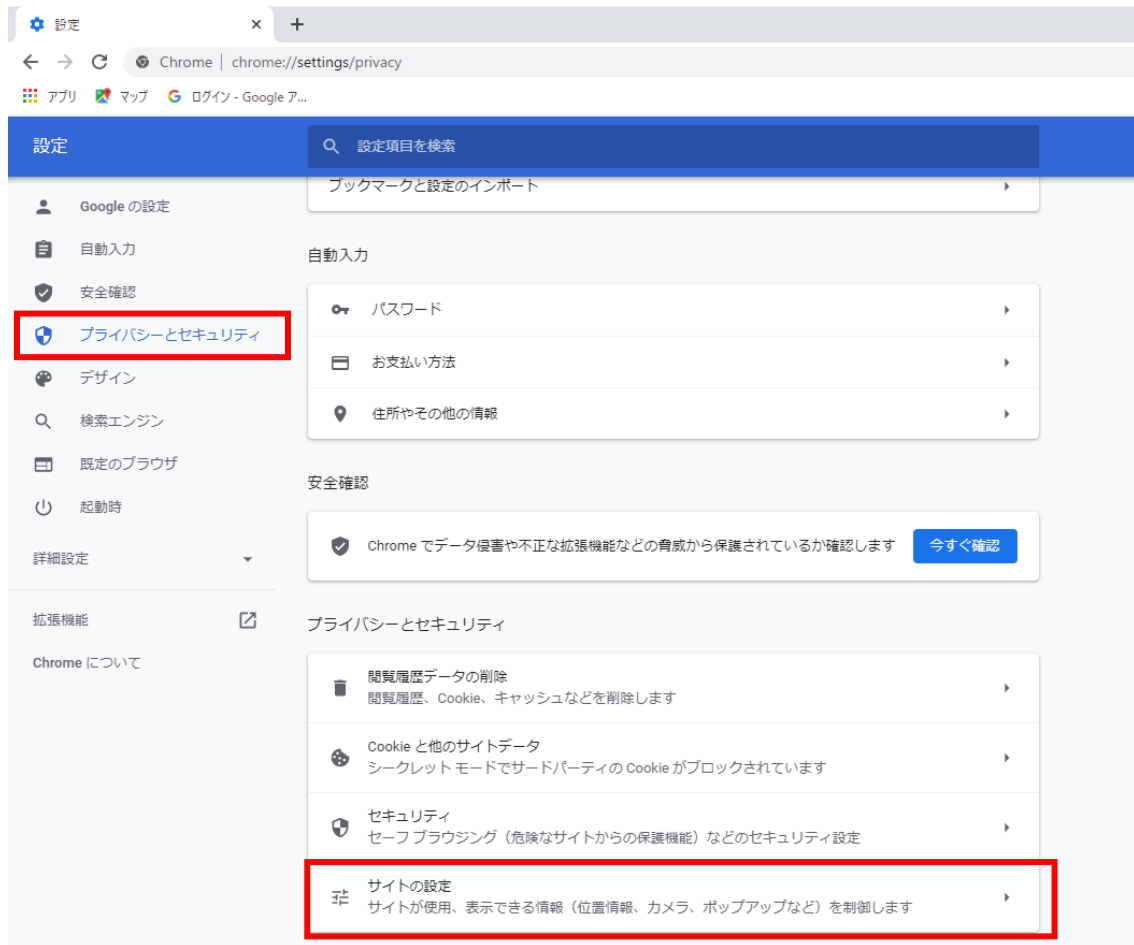 設定
Chrome chrome://settings/privacy
アプリ マップ ログイン - Google ア...
設定
設定項目を検索
Google の設定
自動入力
安全確認
プライバシーとセキュリティ
デザイン
検索エンジン
既定のブラウザ
起動時
詳細設定
拡張機能
Chrome について
ブックマークと設定のインポート
自動入力
パスワード
お支払い方法
住所やその他の情報
安全確認
Chrome でデータ侵害や不正な拡張機能などの脅威から保護されているか確認します
今すぐ確認
プライバシーとセキュリティ
閲覧履歴データの削除
閲覧履歴、Cookie、キャッシュなどを削除します
Cookie と他のサイトデータ
シークレット モードでサードパーティの Cookie がブロックされています
セキュリティ
セーフ ブラウジング（危険なサイトからの保護機能）などのセキュリティ設定
サイトの設定
サイトが使用、表示できる情報（位置情報、カメラ、ポップアップなど）を制御します